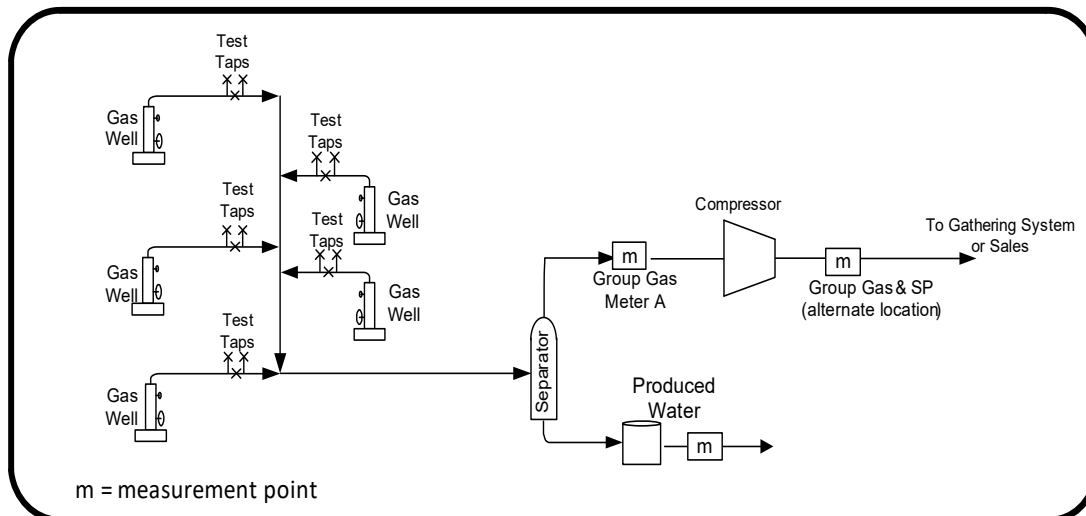 Test
Taps
Gas
Well
Test
Taps
Gas
Well
Test
Taps
Gas
Well
Test
Taps
Gas
Well
Test
Taps
Gas
Well
Separator
m
Group Gas
Meter A
Compressor
m
Group Gas & SP
(alternate location)
To Gathering System
or Sales
Produced
Water
m
m = measurement point